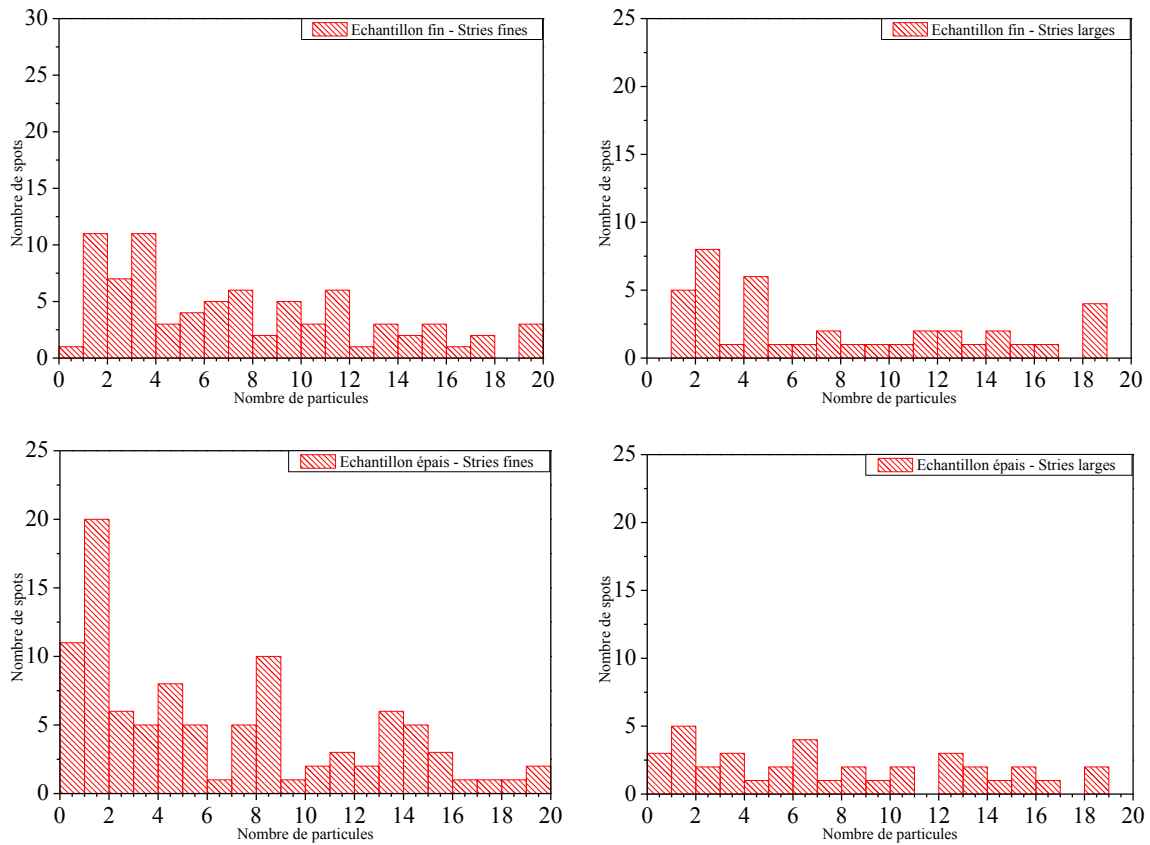 Echantillon fin - Stries fines
Nombre de spots
30
25
20
15
10
5
0
0 2 4 6 8 10 12 14 16 18 20
Nombre de particules
Echantillon fin - Stries larges
Nombre de spots
25
20
15
10
5
0
0 2 4 6 8 10 12 14 16 18 20
Nombre de particules
Echantillon épais - Stries fines
Nombre de spots
25
20
15
10
5
0
0 2 4 6 8 10 12 14 16 18 20
Nombre de particules
Echantillon épais - Stries larges
Nombre de spots
25
20
15
10
5
0
0 2 4 6 8 10 12 14 16 18 20
Nombre de particules